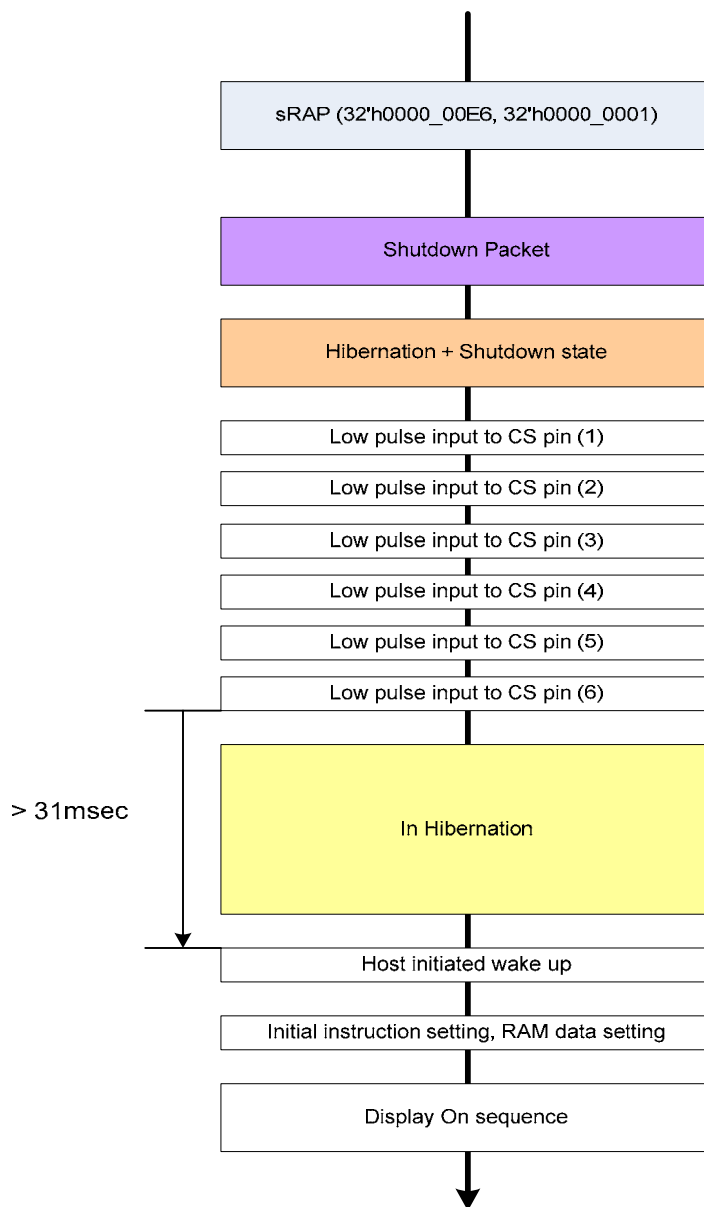 sRAP (32'h0000_00E6, 32'h0000_0001)
Shutdown Packet
Hibernation + Shutdown state
Low pulse input to CS pin (1)
Low pulse input to CS pin (2)
Low pulse input to CS pin (3)
Low pulse input to CS pin (4)
Low pulse input to CS pin (5)
Low pulse input to CS pin (6)
> 31msec
In Hibernation
Host initiated wake up
Initial instruction setting, RAM data setting
Display On sequence